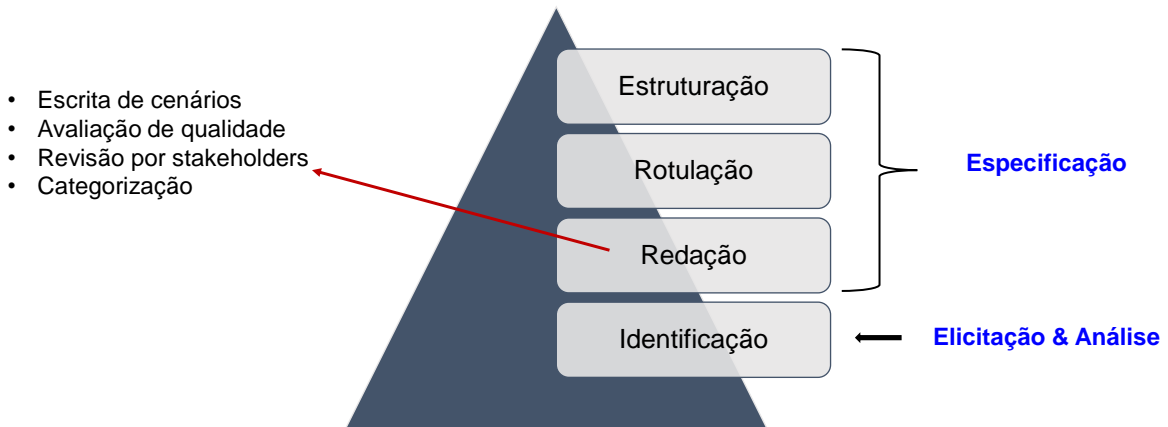 • Escrita de cenários
• Avaliação de qualidade
• Revisão por stakeholders
• Categorização
Estruturação
Rotulação
Redação
Identificação
Especificação
Elicitação & Análise